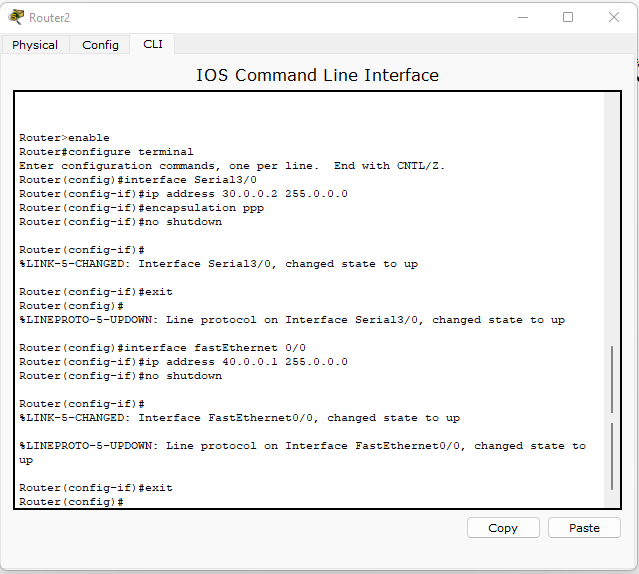 Router2
Physical Config CLI
IOS Command Line Interface
Router>enable
Router#configure terminal
Enter configuration commands, one per line.  End with CNTL/Z.
Router(config)#interface Serial3/0
Router(config-if)#ip address 30.0.0.2 255.0.0.0
Router(config-if)#encapsulation ppp
Router(config-if)#no shutdown
Router(config-if)#
%LINK-5-CHANGED: Interface Serial3/0, changed state to up
Router(config-if)#exit
Router(config)#
%LINEPROTO-5-UPDOWN: Line protocol on Interface Serial3/0, changed state to up
Router(config)#interface fastEthernet 0/0
Router(config-if)#ip address 40.0.0.1 255.0.0.0
Router(config-if)#no shutdown
Router(config-if)#
%LINK-5-CHANGED: Interface FastEthernet0/0, changed state to up
%LINEPROTO-5-UPDOWN: Line protocol on Interface FastEthernet0/0, changed state to
up
Router(config-if)#exit
Router(config)#
Copy Paste